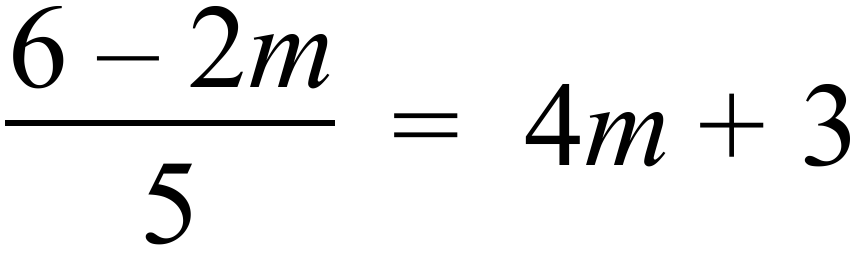 6 − 2m
5
= 4m + 3